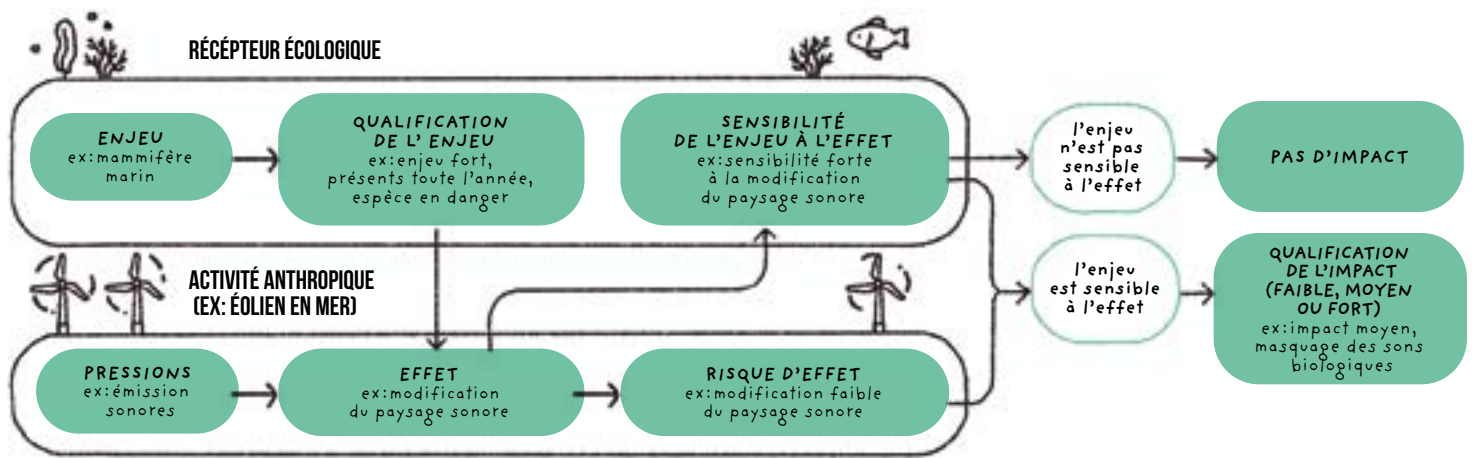 RÉCÉPTEUR ÉCOLOGIQUE
ENJEU
ex:mammifère
marin
QUALIFICATION
DE L' ENJEU
ex:enjeu fort,
présents toute l'année,
espèce en danger
SENSIBILITÉ
DE L'ENJEU À L'EFFET
ex:sensibilité forte
à la modification
du paysage sonore
l'enjeu
n'est pas
sensible
à l'effet
PAS D'IMPACT
ACTIVITÉ ANTHROPIQUE
(EX: ÉOLIEN EN MER)
PRESSIONS
ex:émission
sonores
EFFET
ex:modification
du paysage sonore
RISQUE D'EFFET
ex:modification faible
du paysage sonore
l'enjeu
est sensible
à l'effet
QUALIFICATION
DE L'IMPACT
(FAIBLE, MOYEN
OU FORT)
ex:impact moyen,
masquage des sons
biologiques